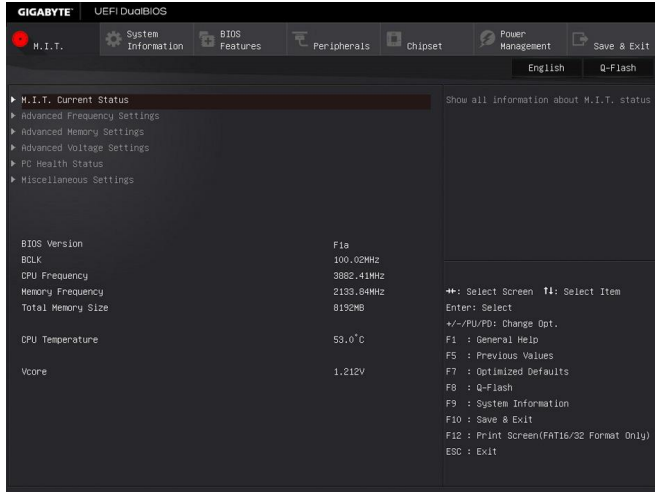 GIGABYTE™ UEFI DualBIOS
M.I.T. System Information BIOS Features Peripherals Chipset Power Management Save & Exit
English Q-Flash
M.I.T. Current Status
Advanced Frequency Settings
Advanced Memory Settings
Advanced Voltage Settings
PC Health Status
Miscellaneous Settings
Show all information about M.I.T. status
BIOS Version F1a
BCLK 100.02MHz
CPU Frequency 3882.41MHz
Memory Frequency 2133.84MHz
Total Memory Size 8192MB
CPU Temperature 53.0°C
Vcore 1.212V
→←: Select Screen ↑↓: Select Item
Enter: Select
+/-/PU/PD: Change Opt.
F1 : General Help
F5 : Previous Values
F7 : Optimized Defaults
F8 : Q-Flash
F9 : System Information
F10 : Save & Exit
F12 : Print Screen(FAT16/32 Format Only)
ESC : Exit